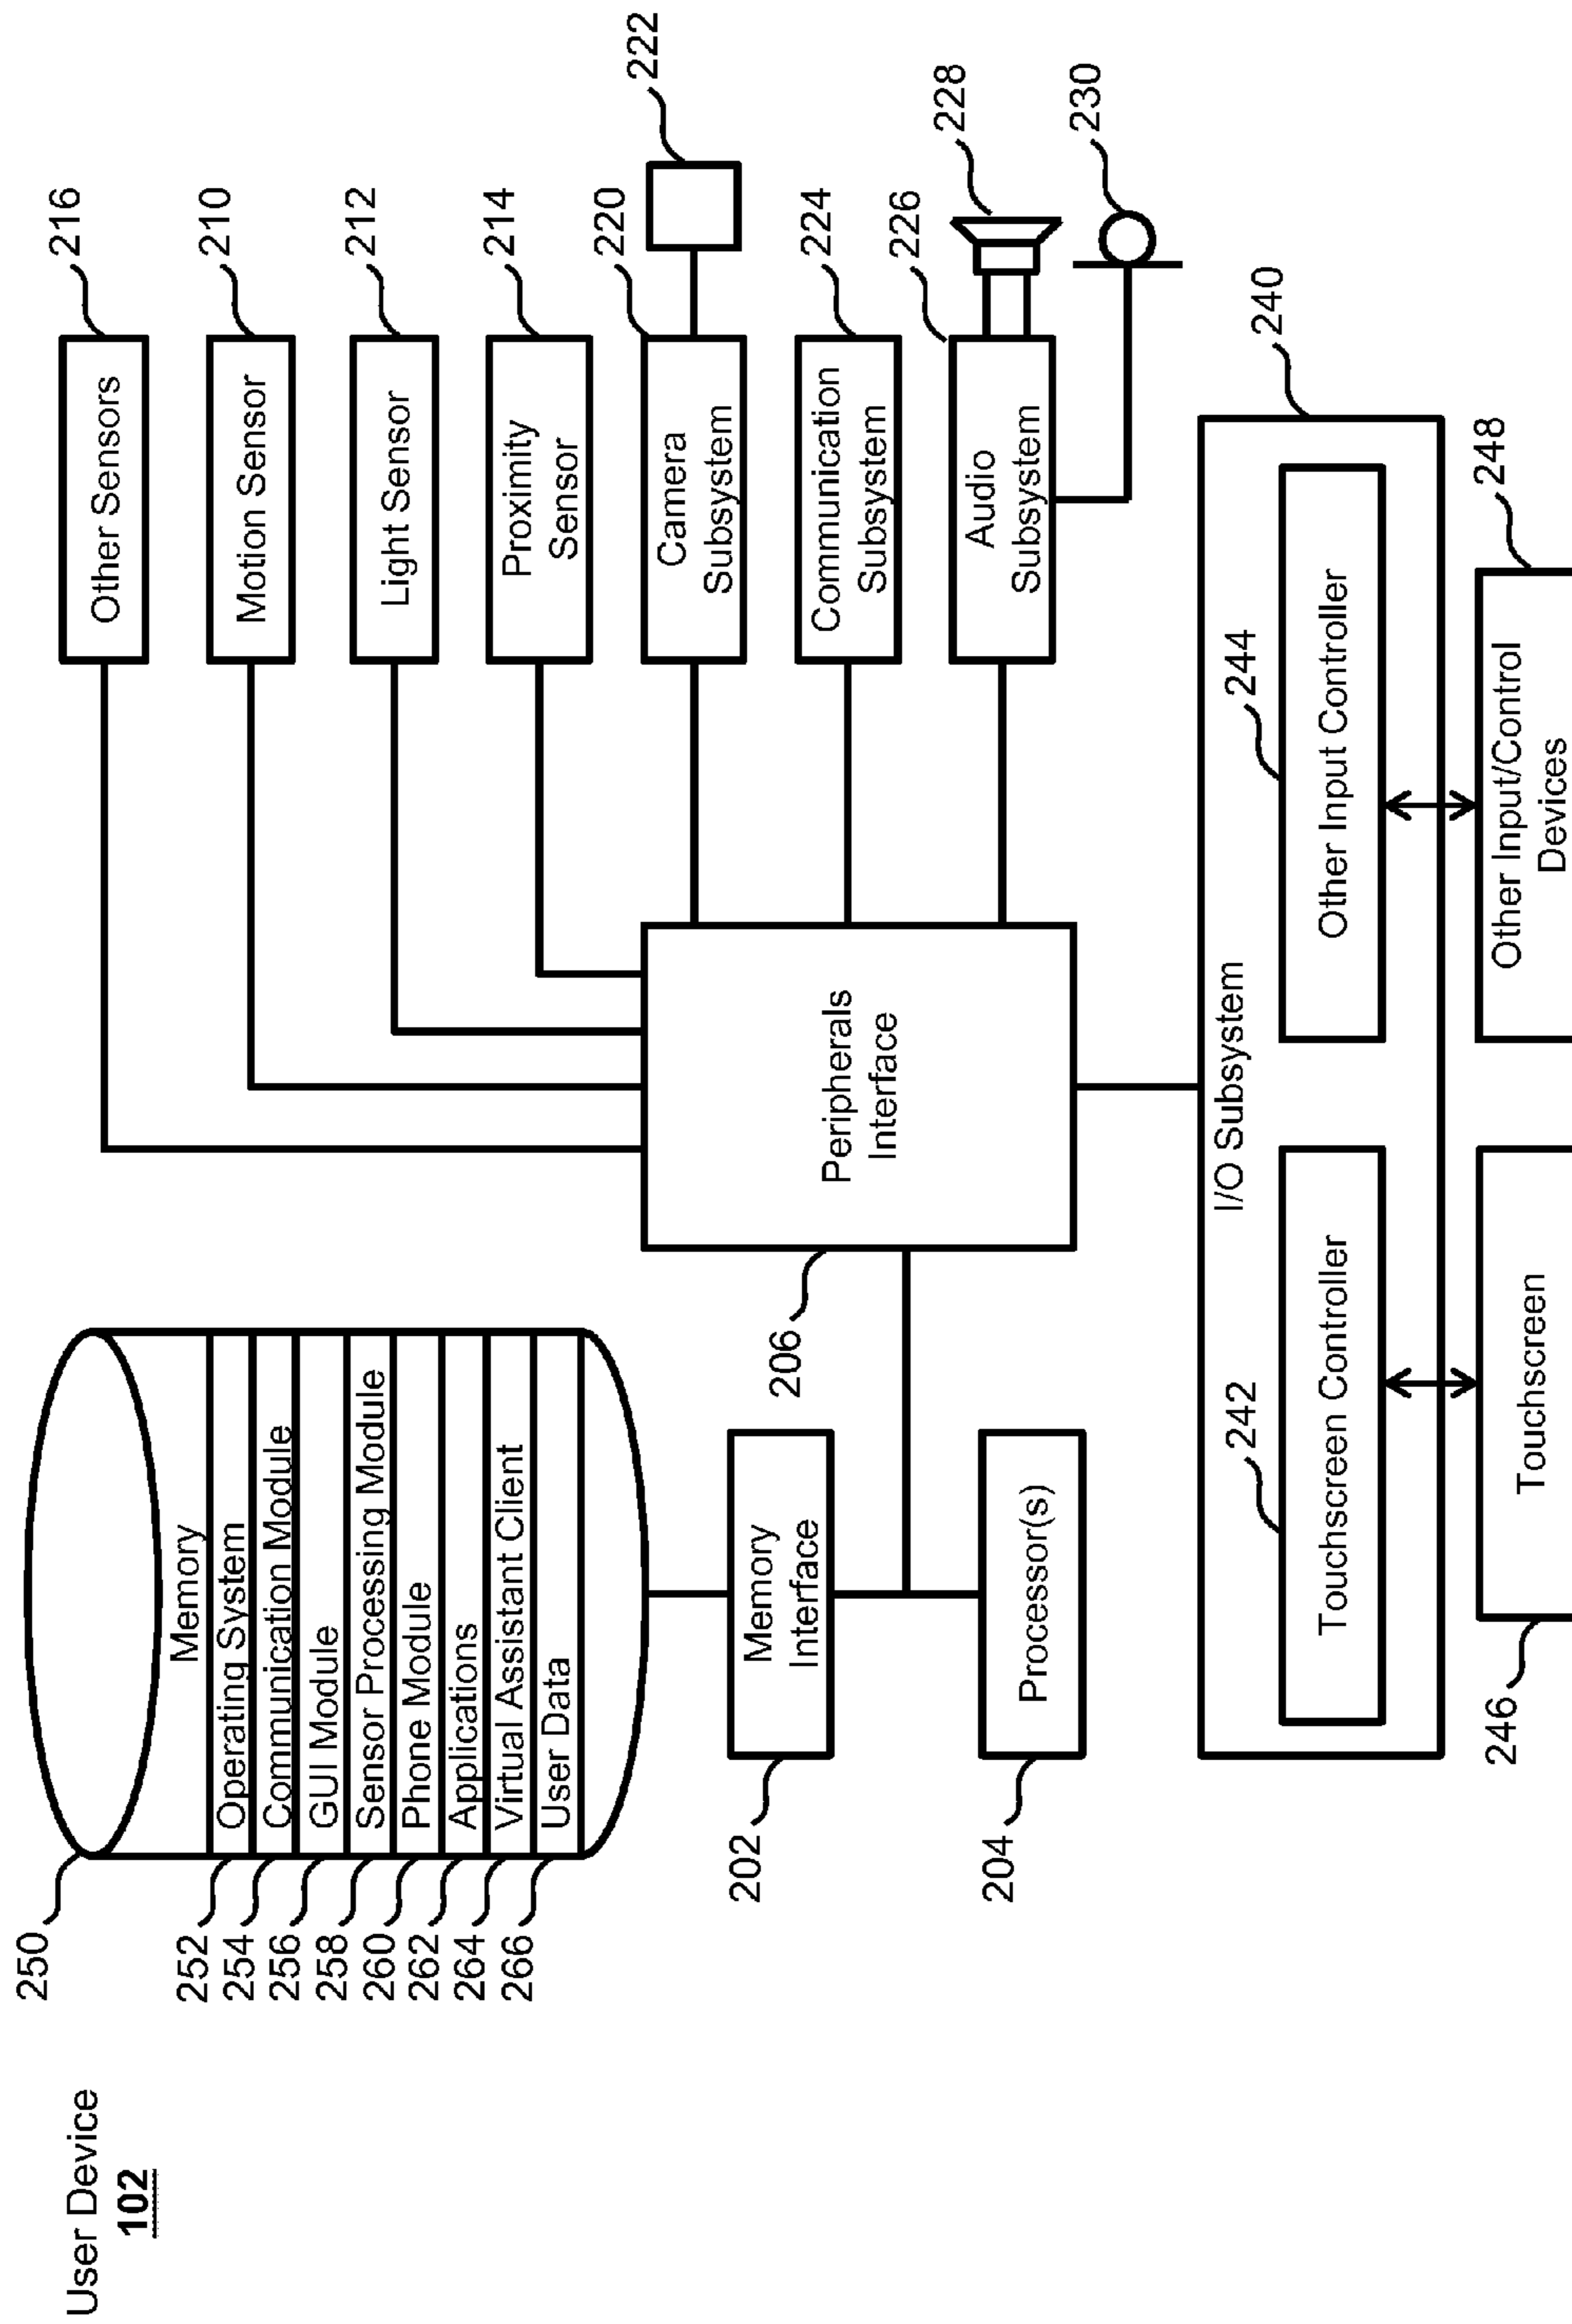 User Device
102
250
252
254
256
258
260
262
264
266
Memory
Operating System
Communication Module
GUI Module
Sensor Processing Module
Phone Module
Applications
Virtual Assistant Client
User Data
202
Memory
Interface
204
Processor(s)
206
Peripherals
Interface
Other Sensors
216
Motion Sensor
210
Light Sensor
212
Proximity
Sensor
214
Camera
Subsystem
220
222
Communication
Subsystem
224
Audio
Subsystem
226
228
230
I/O Subsystem
240
242
Touchscreen Controller
244
Other Input Controller
246
Touchscreen
248
Other Input/Control
Devices